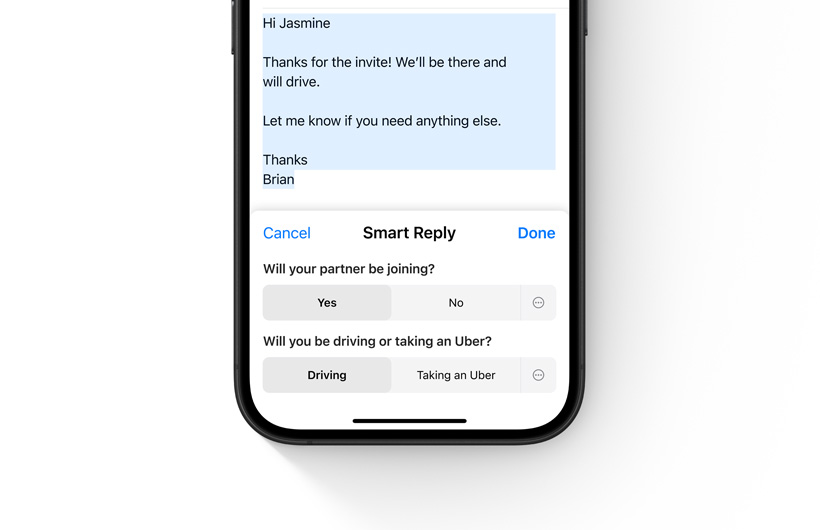 Hi Jasmine
Thanks for the invite! We’ll be there and
will drive.
Let me know if you need anything else.
Thanks
Brian
Cancel
Smart Reply
Done
Will your partner be joining?
Yes
No
Will you be driving or taking an Uber?
Driving
Taking an Uber